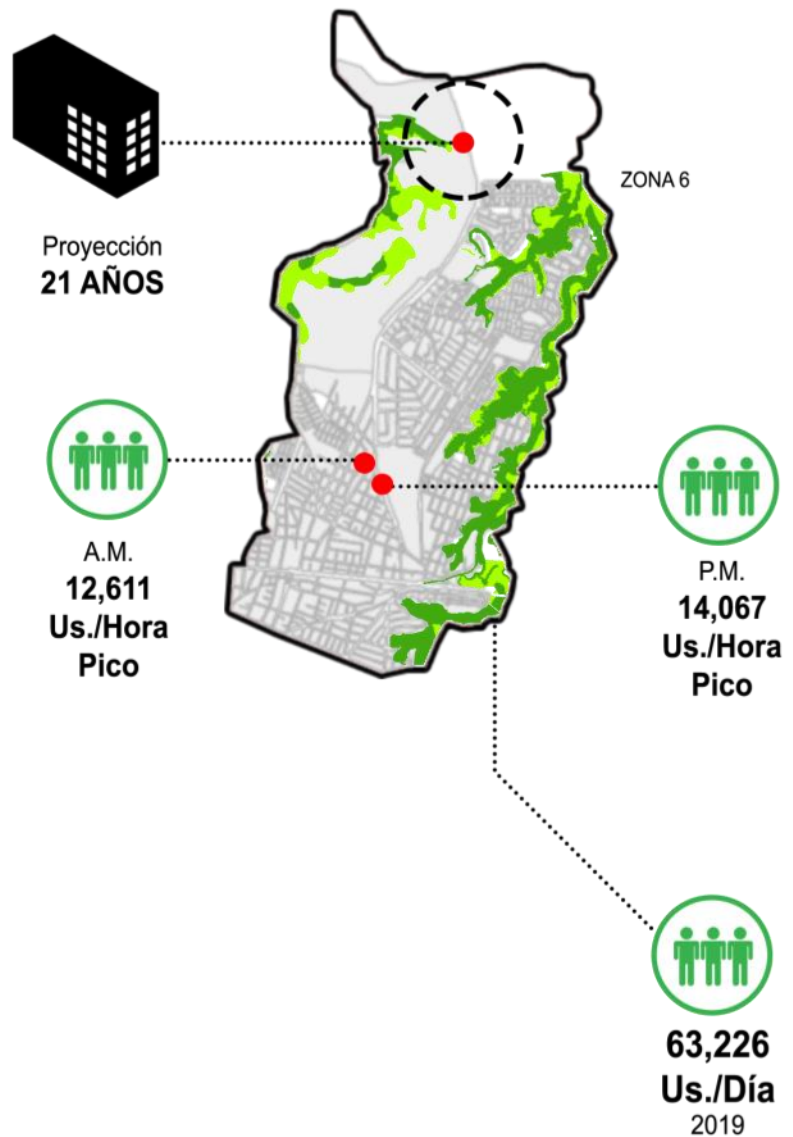 ZONA 6
Proyección
21 AÑOS
A.M.
12,611
Us./Hora
Pico
P.M.
14,067
Us./Hora
Pico
63,226
Us./Día
2019